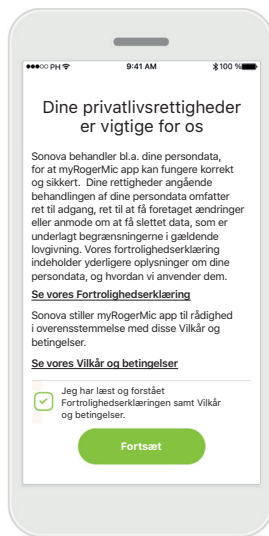 PH 9:41 AM 100 %
Dine privatlivsrettigheder
er vigtige for os
Sonova behandler bl.a. dine persondata,
for at myRogerMic app kan fungere korrekt
og sikkert. Dine rettigheder angående
behandlingen af dine persondata omfatter
ret til adgang, ret til at få foretaget ændringer
eller anmode om at få slettet data, som er
underlagt begrænsningerne i gældende
lovgivning. Vores fortrolighedserklæring
indeholder yderligere oplysninger om dine
persondata, og hvordan vi anvender dem.
Se vores Fortrolighedserklæring
Sonova stiller myRogerMic app til rådighed
i overensstemmelse med disse Vilkår og
betingelser.
Se vores Vilkår og betingelser
Jeg har læst og forstået
Fortrolighedserklæringen samt Vilkår
og betingelser.
Fortsæt